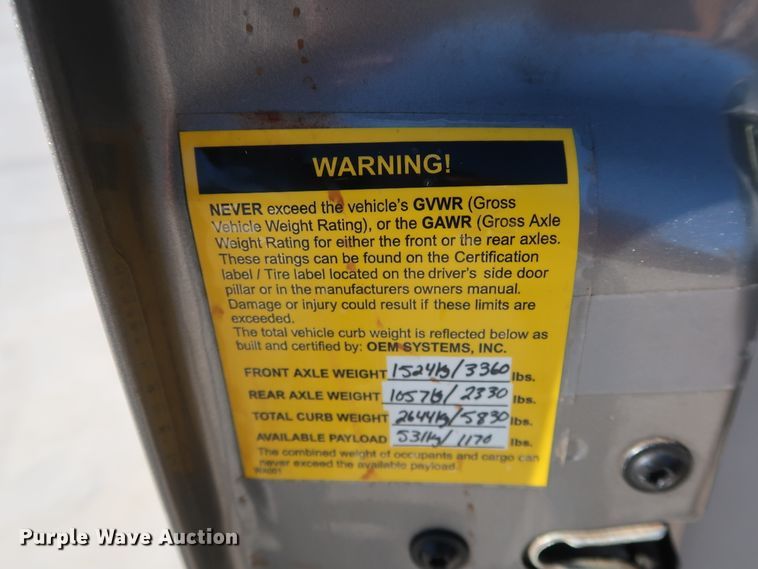 WARNING!
NEVER exceed the vehicle's GVWR (Gross
Vehicle Weight Rating), or the GAWR (Gross Axle
Weight Rating for either the front or the rear axles.
These ratings can be found on the Certification
label / Tire label located on the driver's side door
pillar or in the manufacturers owners manual.
Damage or injury could result if these limits are
exceeded.
The total vehicle curb weight is reflected below as
built and certified by: OEM SYSTEMS, INC.
FRONT AXLE WEIGHT 1524kg/3360 lbs.
REAR AXLE WEIGHT 1057kg/2330 lbs.
TOTAL CURB WEIGHT 2644kg/5830 lbs.
AVAILABLE PAYLOAD 531kg/1170 lbs.
The combined weight of occupants and cargo can
never exceed the available payload.
Purple Wave Auction